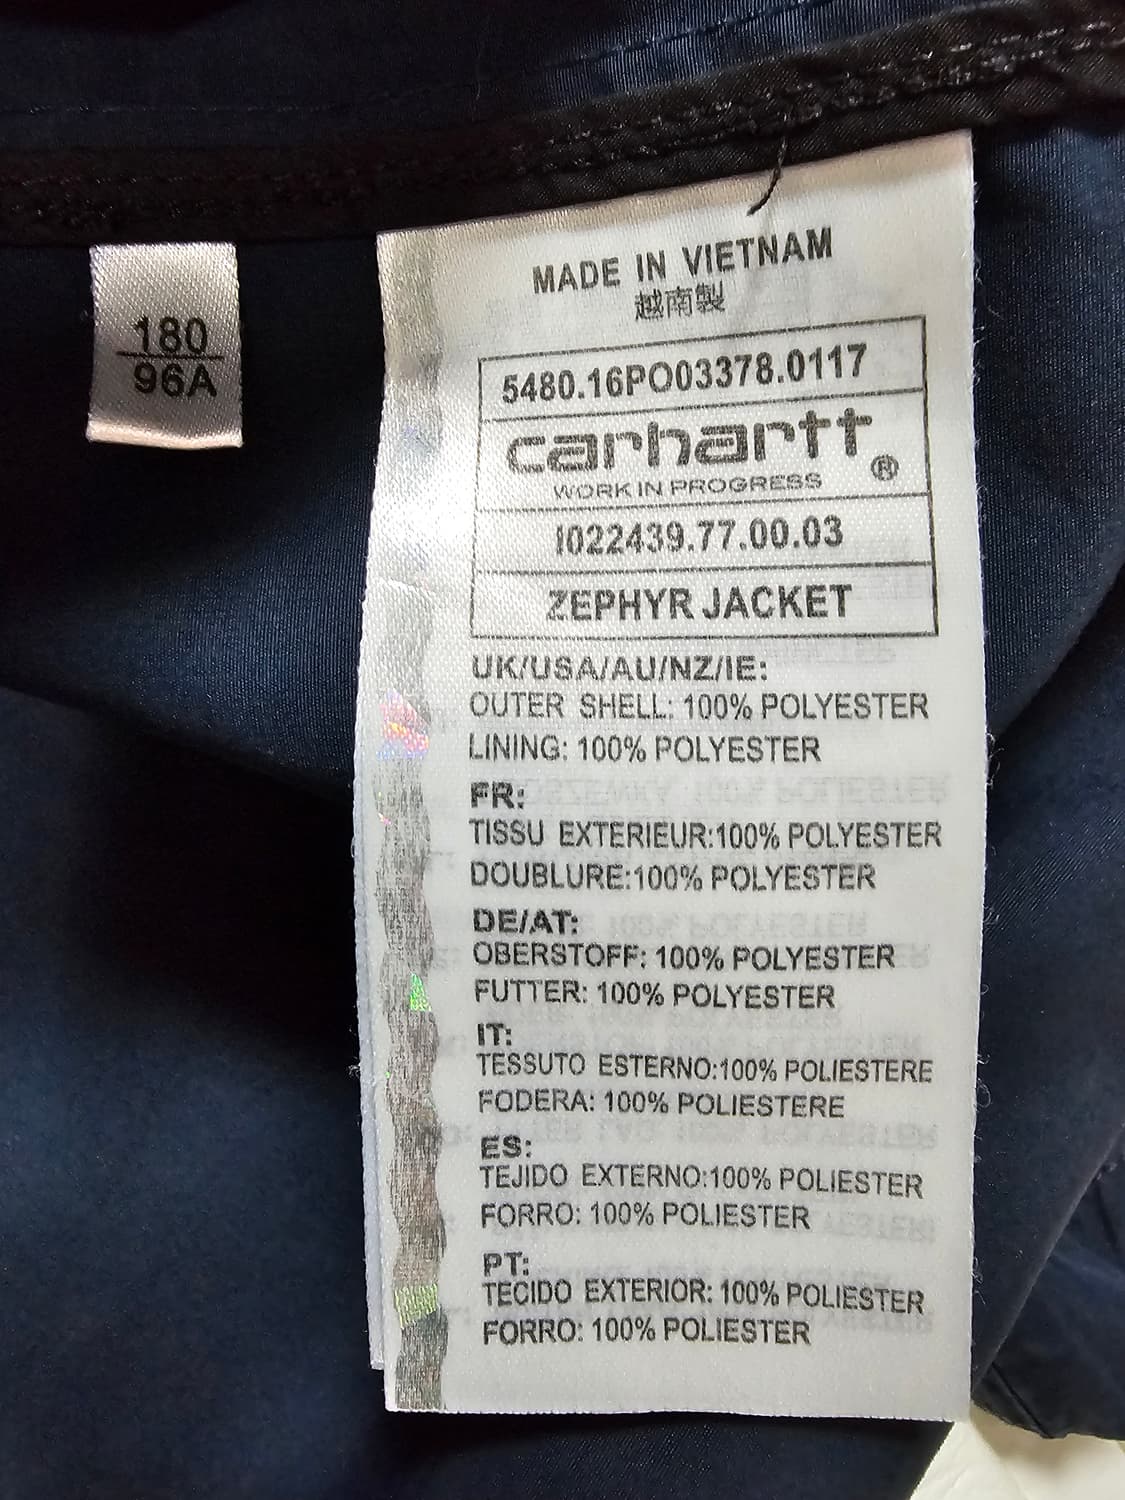 180
96A
MADE IN VIETNAM
越南製
5480.16PO03378.0117
carhartt®
WORK IN PROGRESS
I022439.77.00.03
ZEPHYR JACKET
UK/USA/AU/NZ/IE:
OUTER SHELL: 100% POLYESTER
LINING: 100% POLYESTER
FR:
TISSU EXTERIEUR:100% POLYESTER
DOUBLURE:100% POLYESTER
DE/AT:
OBERSTOFF: 100% POLYESTER
FUTTER: 100% POLYESTER
IT:
TESSUTO ESTERNO:100% POLIESTERE
FODERA: 100% POLIESTERE
ES:
TEJIDO EXTERNO:100% POLIESTER
FORRO: 100% POLIESTER
PT:
TECIDO EXTERIOR: 100% POLIESTER
FORRO: 100% POLIESTER